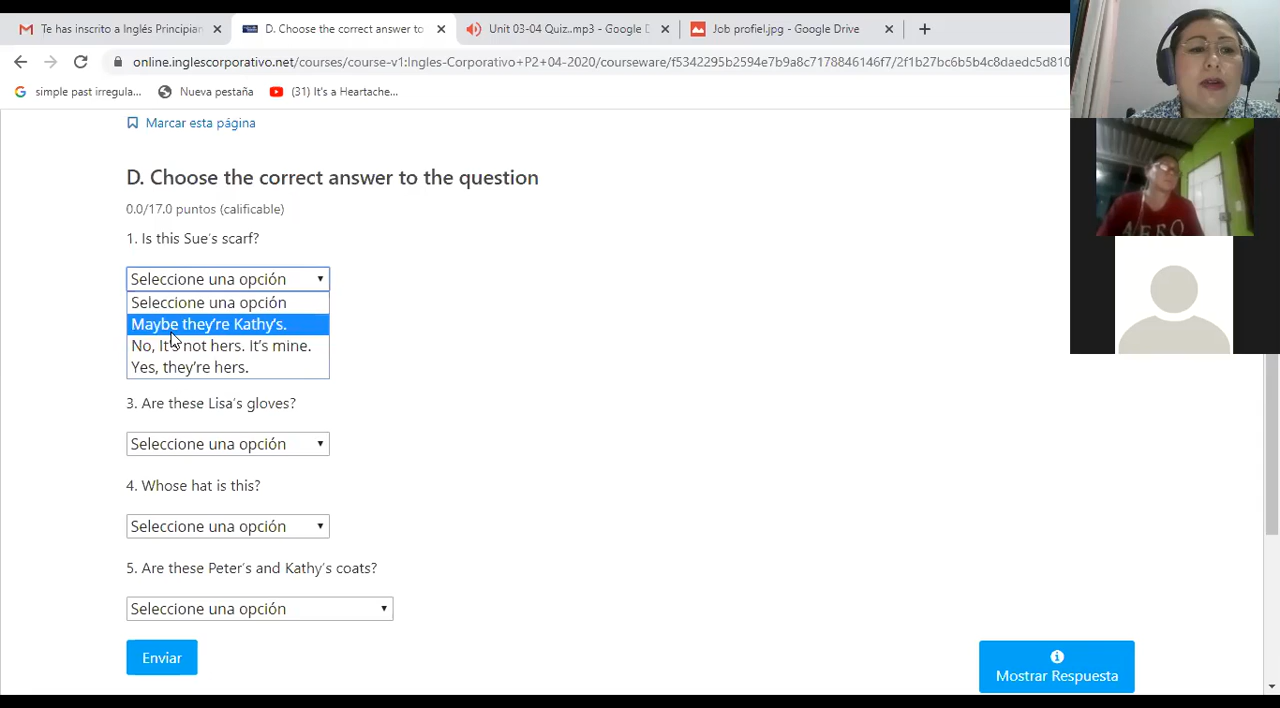 Te has inscrito a Inglés Principian
D. Choose the correct answer to
Unit 03-04 Quiz..mp3 - Google D
Job profiel.jpg - Google Drive
online.inglescorporativo.net/courses/course-v1:Ingles-Corporativo+P2+04-2020/courseware/f5342295b2594e7b9a8c7178846146f7/2f1b27bc6b5b4c8daedc5d810
simple past irregula...
Nueva pestaña
(31) It's a Heartache...
Marcar esta página
D. Choose the correct answer to the question
0.0/17.0 puntos (calificable)
1. Is this Sue's scarf?
Seleccione una opción
Seleccione una opción
Maybe they're Kathy's.
No, It's not hers. It's mine.
Yes, they're hers.
3. Are these Lisa's gloves?
Seleccione una opción
4. Whose hat is this?
Seleccione una opción
5. Are these Peter's and Kathy's coats?
Seleccione una opción
Enviar
Mostrar Respuesta